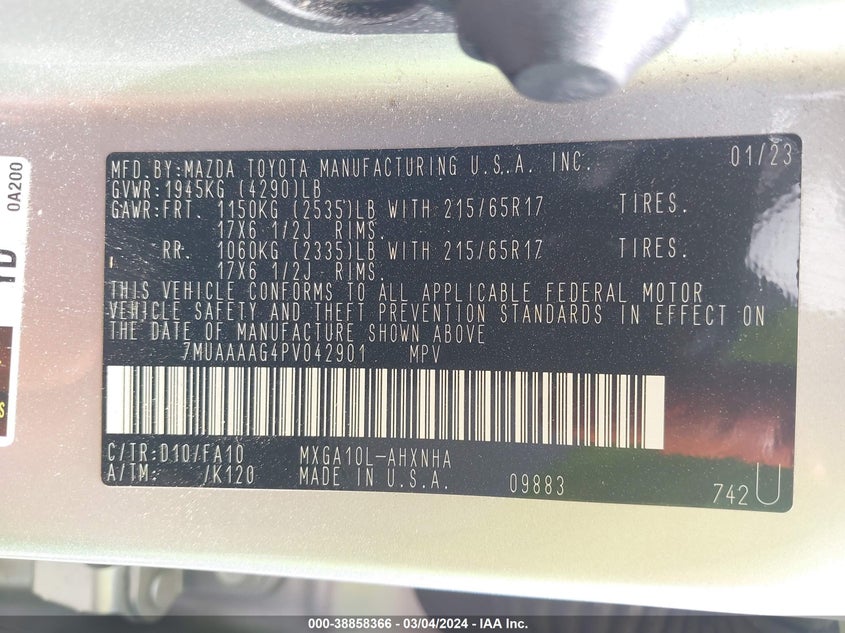 MFD.BY:MAZDA TOYOTA MANUFACTURING U.S.A. INC. 01/23
GVWR:1945KG (4290)LB
GAWR:FRT. 1150KG (2535)LB WITH 215/65R17 TIRES.
17X6 1/2J RIMS.
RR. 1060KG (2335)LB WITH 215/65R17 TIRES.
17X6 1/2J RIMS.
THIS VEHICLE CONFORMS TO ALL APPLICABLE FEDERAL MOTOR
VEHICLE SAFETY AND THEFT PREVENTION STANDARDS IN EFFECT ON
THE DATE OF MANUFACTURE SHOWN ABOVE
7MUAAAAG4PV042901 MPV
C/TR:D10/FA10 MXGA10L-AHXNHA
A/TM: /K120 MADE IN U.S.A. 09883 742U
0A200
YD
S
000-38858366 - 03/04/2024 - IAA Inc.